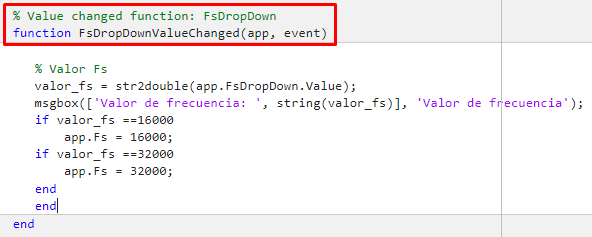 % Value changed function: FsDropDown
function FsDropDownValueChanged(app, event)
% Valor Fs
valor_fs = str2double(app.FsDropDown.Value);
msgbox(['Valor de frecuencia: ', string(valor_fs)], 'Valor de frecuencia');
if valor_fs ==16000
app.Fs = 16000;
if valor_fs ==32000
app.Fs = 32000;
end
end
end